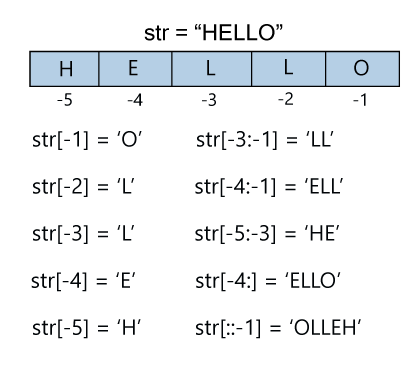 str = “HELLO”
H E L L O
-5 -4 -3 -2 -1
str[-1] = ‘O’ str[-3:-1] = ‘LL’
str[-2] = ‘L’ str[-4:-1] = ‘ELL’
str[-3] = ‘L’ str[-5:-3] = ‘HE’
str[-4] = ‘E’ str[-4:] = ‘ELLO’
str[-5] = ‘H’ str[::-1] = ‘OLLEH’